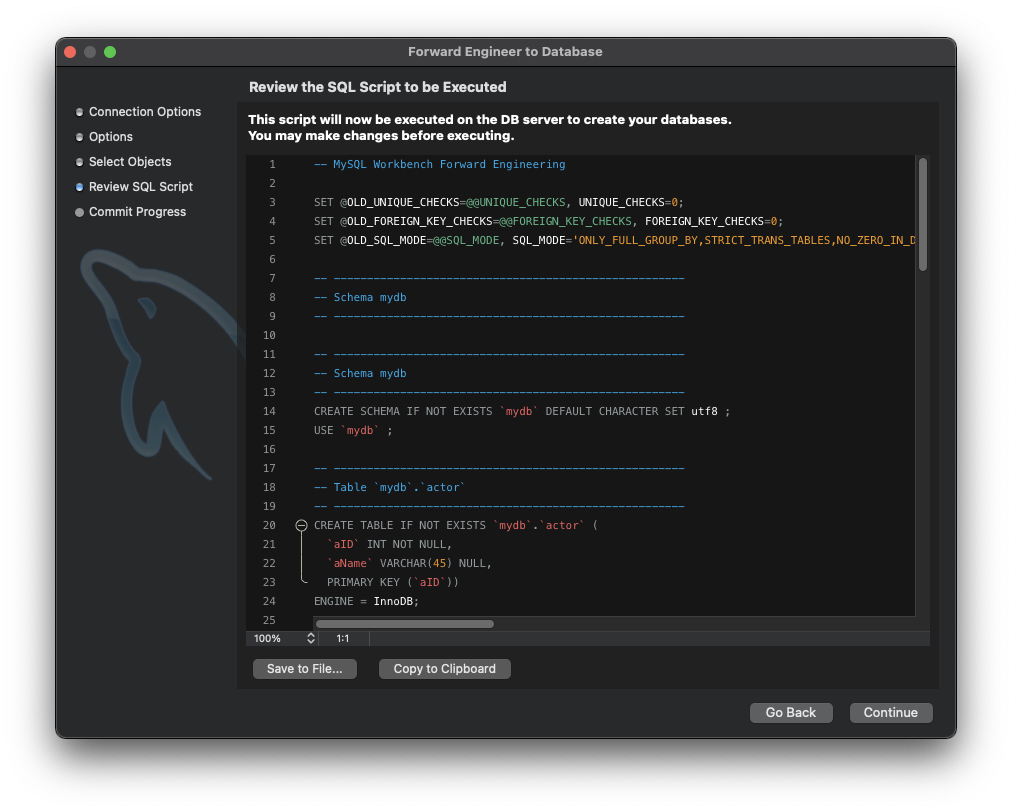 Forward Engineer to Database
Review the SQL Script to be Executed
Connection Options
Options
Select Objects
Review SQL Script
Commit Progress
This script will now be executed on the DB server to create your databases.
You may make changes before executing.
1 -- MySQL Workbench Forward Engineering
2
3 SET @OLD_UNIQUE_CHECKS=@@UNIQUE_CHECKS, UNIQUE_CHECKS=0;
4 SET @OLD_FOREIGN_KEY_CHECKS=@@FOREIGN_KEY_CHECKS, FOREIGN_KEY_CHECKS=0;
5 SET @OLD_SQL_MODE=@@SQL_MODE, SQL_MODE='ONLY_FULL_GROUP_BY,STRICT_TRANS_TABLES,NO_ZERO_IN_D
6
7 -- -----------------------------------------------------
8 -- Schema mydb
9 -- -----------------------------------------------------
10
11 -- -----------------------------------------------------
12 -- Schema mydb
13 -- -----------------------------------------------------
14 CREATE SCHEMA IF NOT EXISTS `mydb` DEFAULT CHARACTER SET utf8 ;
15 USE `mydb` ;
16
17 -- -----------------------------------------------------
18 -- Table `mydb`.`actor`
19 -- -----------------------------------------------------
20 CREATE TABLE IF NOT EXISTS `mydb`.`actor` (
21 `aID` INT NOT NULL,
22 `aName` VARCHAR(45) NULL,
23 PRIMARY KEY (`aID`))
24 ENGINE = InnoDB;
25
100% 1:1
Save to File... Copy to Clipboard
Go Back Continue